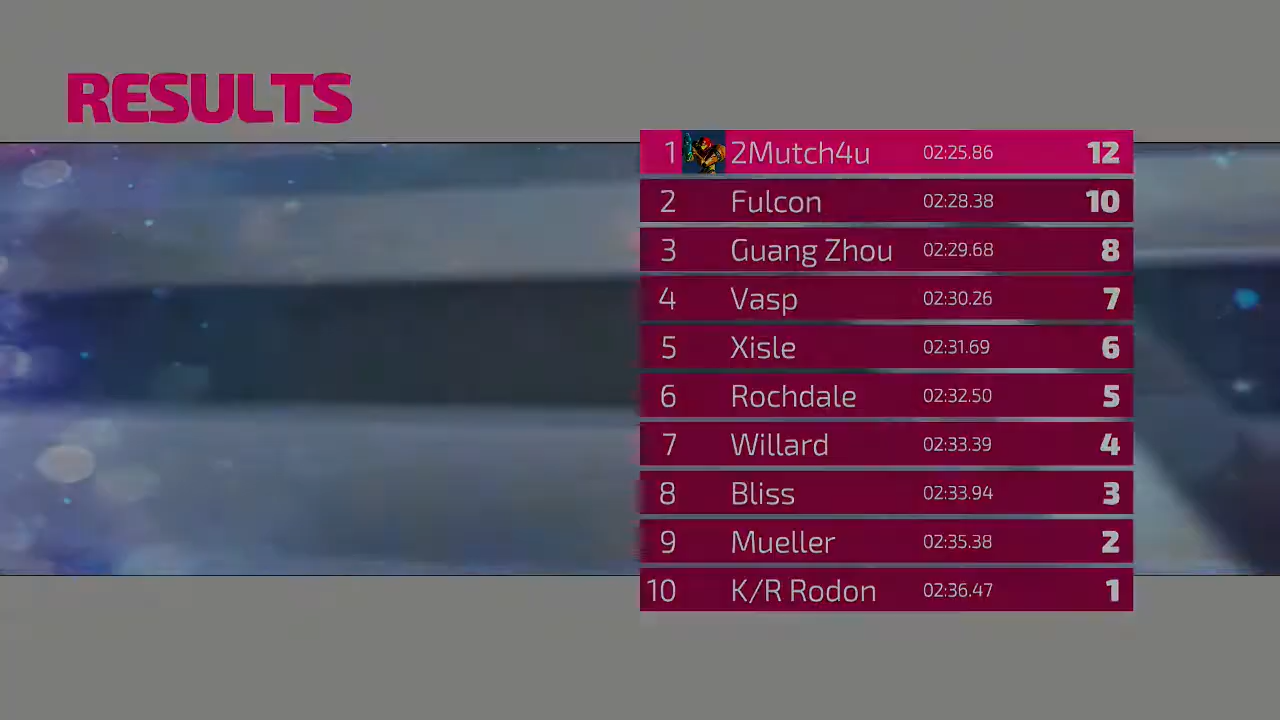 RESULTS
1 2Mutch4u 02:25.86 12
2 Fulcon 02:28.38 10
3 Guang Zhou 02:29.68 8
4 Vasp 02:30.26 7
5 Xisle 02:31.69 6
6 Rochdale 02:32.50 5
7 Willard 02:33.39 4
8 Bliss 02:33.94 3
9 Mueller 02:35.38 2
10 K/R Rodon 02:36.47 1